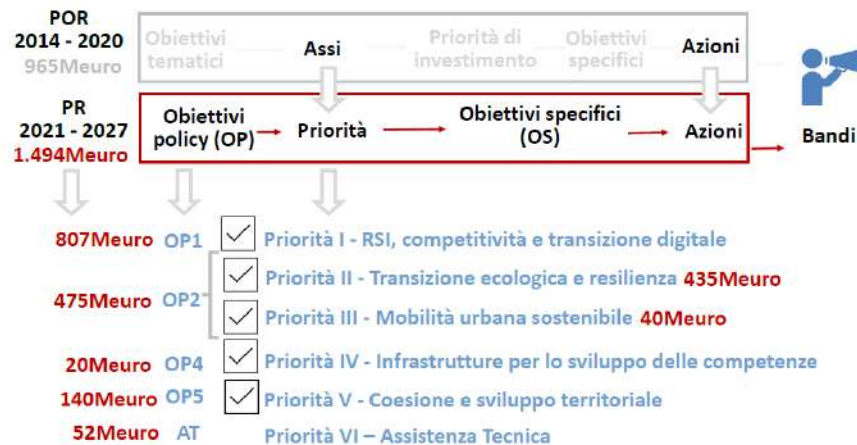 POR
2014 - 2020
965Meuro
Obiettivi
tematici
Assi
Priorità di
investimento
Obiettivi
specifici
Azioni
PR
2021 - 2027
1.494Meuro
Obiettivi
policy (OP)
Priorità
Obiettivi specifici
(OS)
Azioni
Bandi
807Meuro OP1 Priorità I - RSI, competitività e transizione digitale
Priorità II - Transizione ecologica e resilienza 435Meuro
475Meuro OP2
Priorità III - Mobilità urbana sostenibile 40Meuro
20Meuro OP4 Priorità IV - Infrastrutture per lo sviluppo delle competenze
140Meuro OP5 Priorità V - Coesione e sviluppo territoriale
52Meuro AT Priorità VI – Assistenza Tecnica